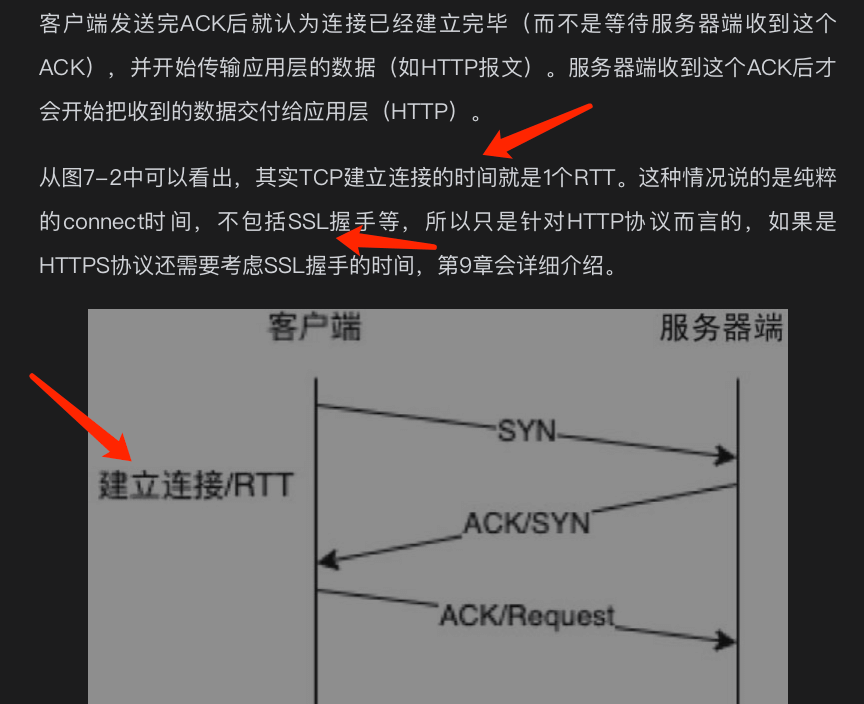 客户端发送完ACK后就认为连接已经建立完毕（而不是等待服务器端收到这个
ACK），并开始传输应用层的数据（如HTTP报文）。服务器端收到这个ACK后才
会开始把收到的数据交付给应用层（HTTP）。
从图7-2中可以看出，其实TCP建立连接的时间就是1个RTT。这种情况说的是纯粹
的connect时间，不包括SSL握手等，所以只是针对HTTP协议而言的，如果是
HTTPS协议还需要考虑SSL握手的时间，第9章会详细介绍。
客户端
服务器端
SYN
建立连接/RTT
ACK/SYN
ACK/Request